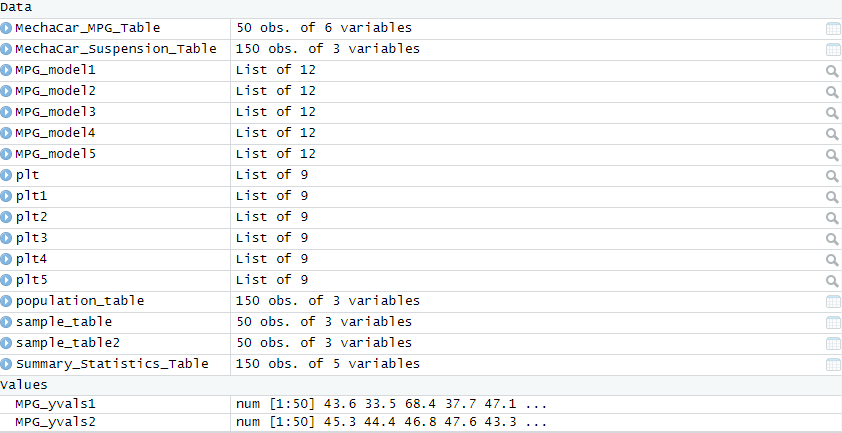 Data
MechaCar_MPG_Table 50 obs. of 6 variables
MechaCar_Suspension_Table 150 obs. of 3 variables
MPG_model1 List of 12
MPG_model2 List of 12
MPG_model3 List of 12
MPG_model4 List of 12
MPG_model5 List of 12
plt List of 9
plt1 List of 9
plt2 List of 9
plt3 List of 9
plt4 List of 9
plt5 List of 9
population_table 150 obs. of 3 variables
sample_table 50 obs. of 3 variables
sample_table2 50 obs. of 3 variables
Summary_Statistics_Table 150 obs. of 5 variables
Values
MPG_yvals1 num [1:50] 43.6 33.5 68.4 37.7 47.1 ...
MPG_yvals2 num [1:50] 45.3 44.4 46.8 47.6 43.3 ...